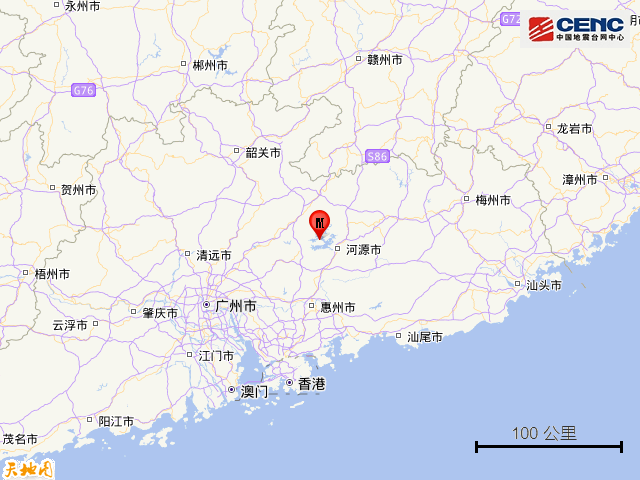 永州市
G72
CENC
中国地震台网中心
郴州市
赣州市
G76
龙岩市
韶关市
S86
漳州市
贺州市
梅州市
M
河源市
清远市
梧州市
汕头市
广州市
惠州市
肇庆市
云浮市
汕尾市
江门市
香港
澳门
阳江市
100 公里
茂名市
天地图